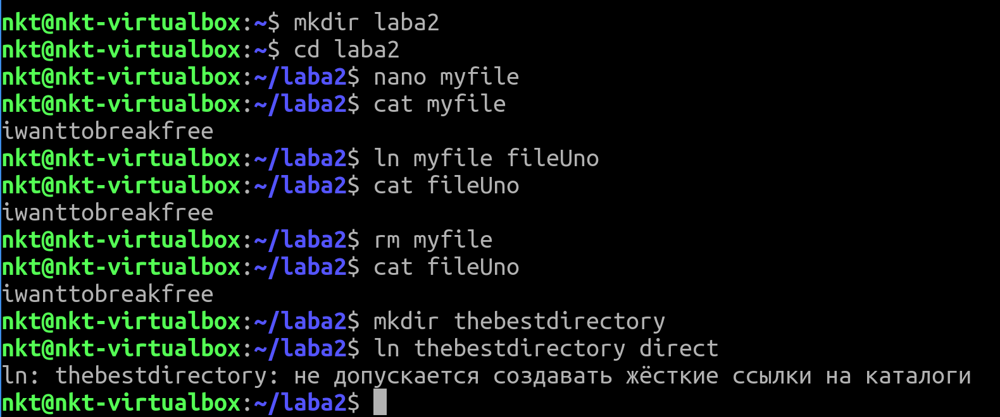 nkt@nkt-virtualbox:~$ mkdir laba2
nkt@nkt-virtualbox:~$ cd laba2
nkt@nkt-virtualbox:~/laba2$ nano myfile
nkt@nkt-virtualbox:~/laba2$ cat myfile
iwanttobreakfree
nkt@nkt-virtualbox:~/laba2$ ln myfile fileUno
nkt@nkt-virtualbox:~/laba2$ cat fileUno
iwanttobreakfree
nkt@nkt-virtualbox:~/laba2$ rm myfile
nkt@nkt-virtualbox:~/laba2$ cat fileUno
iwanttobreakfree
nkt@nkt-virtualbox:~/laba2$ mkdir thebestdirectory
nkt@nkt-virtualbox:~/laba2$ ln thebestdirectory direct
ln: thebestdirectory: не допускается создавать жёсткие ссылки на каталоги
nkt@nkt-virtualbox:~/laba2$